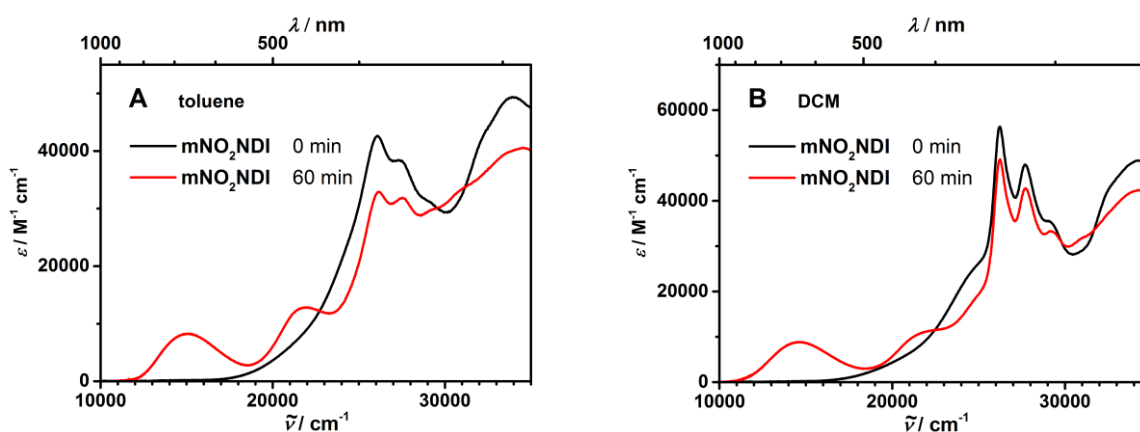 λ / nm
1000 500
A toluene
mNO₂NDI 0 min
mNO₂NDI 60 min
40000
20000
0
ε / M⁻¹ cm⁻¹
10000 20000 30000
ṽ / cm⁻¹
λ / nm
1000 500
B DCM
mNO₂NDI 0 min
mNO₂NDI 60 min
60000
40000
20000
0
ε / M⁻¹ cm⁻¹
10000 20000 30000
ṽ / cm⁻¹